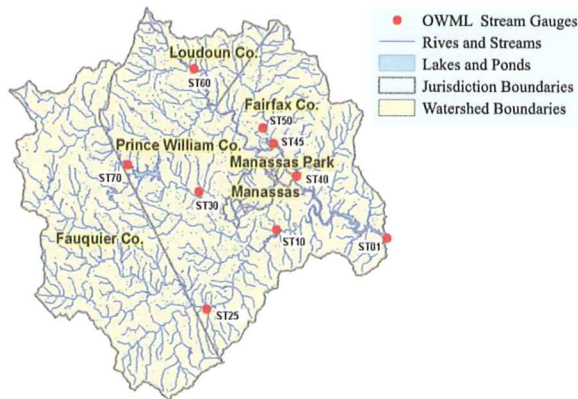 OWML Stream Gauges
Rives and Streams
Lakes and Ponds
Jurisdiction Boundaries
Watershed Boundaries
Loudoun Co.
ST60
Fairfax Co.
ST50
ST45
Prince William Co.
Manassas Park
ST70
ST40
Manassas
ST30
Fauquier Co.
ST10
ST01
ST25